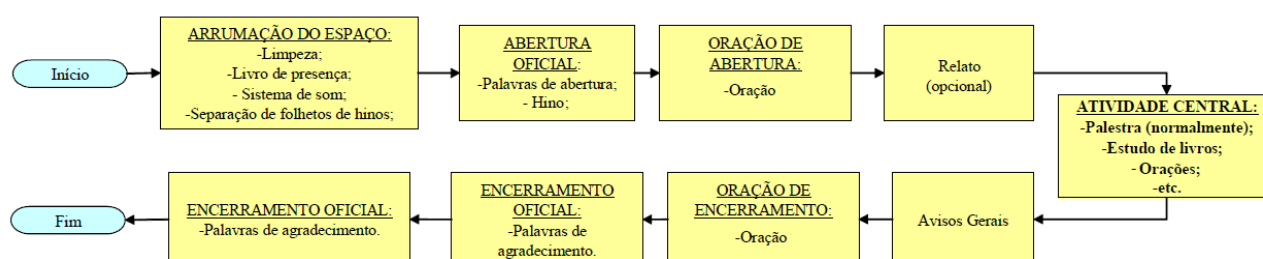 Início
ARRUMAÇÃO DO ESPAÇO:
-Limpeza;
-Livro de presença;
- Sistema de som;
-Separação de folhetos de hinos;
ABERTURA
OFICIAL:
-Palavras de abertura;
- Hino;
ORAÇÃO DE
ABERTURA:
-Oração
Relato
(opcional)
ATIVIDADE CENTRAL:
-Palestra (normalmente);
-Estudo de livros;
- Orações;
-etc.
Avisos Gerais
ORAÇÃO DE
ENCERRAMENTO:
-Oração
ENCERRAMENTO
OFICIAL:
-Palavras de
agradecimento.
ENCERRAMENTO OFICIAL:
-Palavras de agradecimento.
Fim